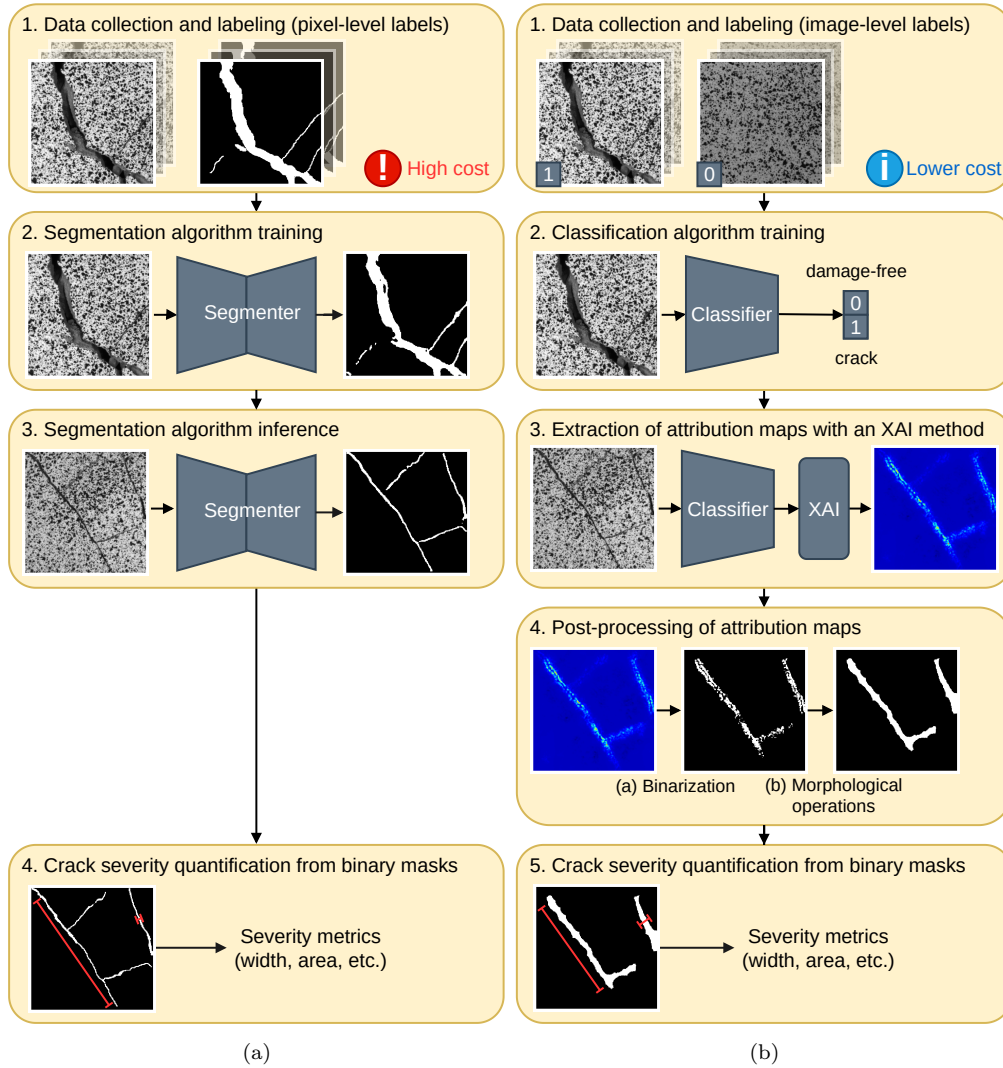 1. Data collection and labeling (pixel-level labels)
!
High cost
2. Segmentation algorithm training
Segmenter
3. Segmentation algorithm inference
Segmenter
4. Crack severity quantification from binary masks
Severity metrics
(width, area, etc.)
(a)
1. Data collection and labeling (image-level labels)
1
0
i
Lower cost
2. Classification algorithm training
Classifier
damage-free
0
1
crack
3. Extraction of attribution maps with an XAI method
Classifier
XAI
4. Post-processing of attribution maps
(a) Binarization
(b) Morphological
operations
5. Crack severity quantification from binary masks
Severity metrics
(width, area, etc.)
(b)